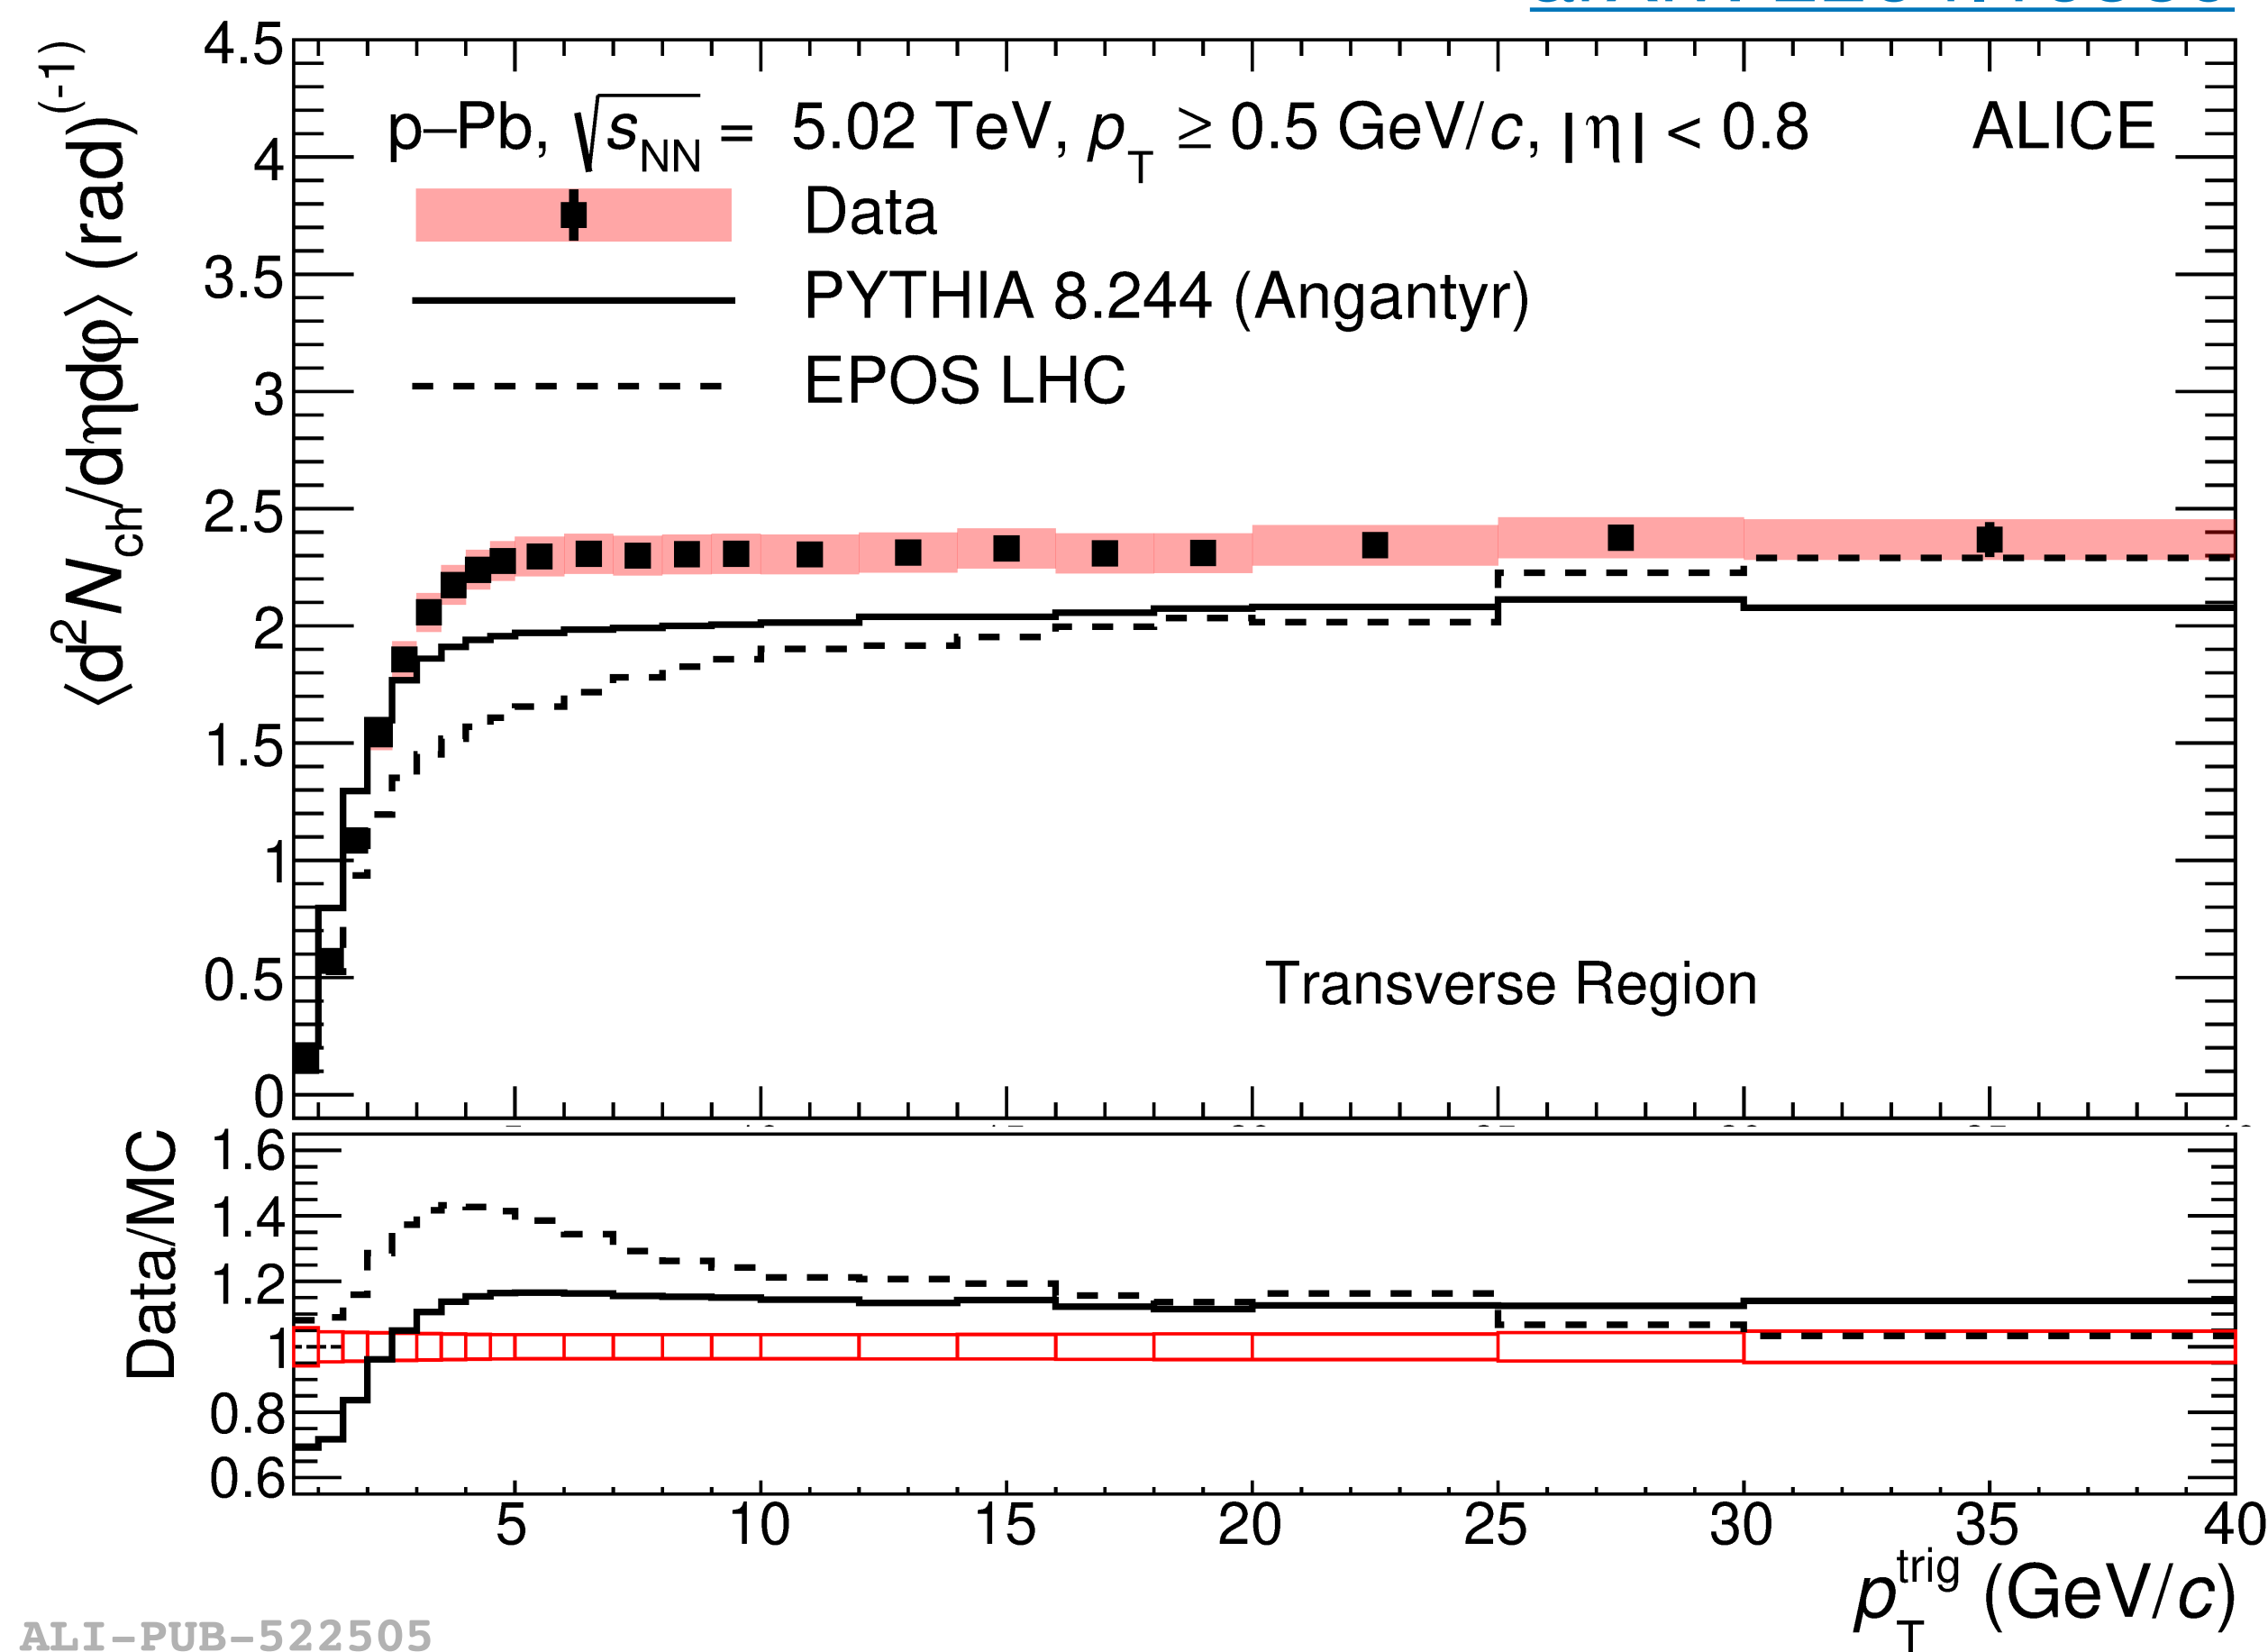 p–Pb, √sNN = 5.02 TeV, pT ≥ 0.5 GeV/c, |η| < 0.8 ALICE
Data
PYTHIA 8.244 (Angantyr)
EPOS LHC
⟨d²Nch/dηdφ⟩ (rad)(-1)
4.5
4
3.5
3
2.5
2
1.5
1
0.5
0
Transverse Region
Data/MC
1.6
1.4
1.2
1
0.8
0.6
5 10 15 20 25 30 35 40
pTtrig (GeV/c)
ALI-PUB-522505